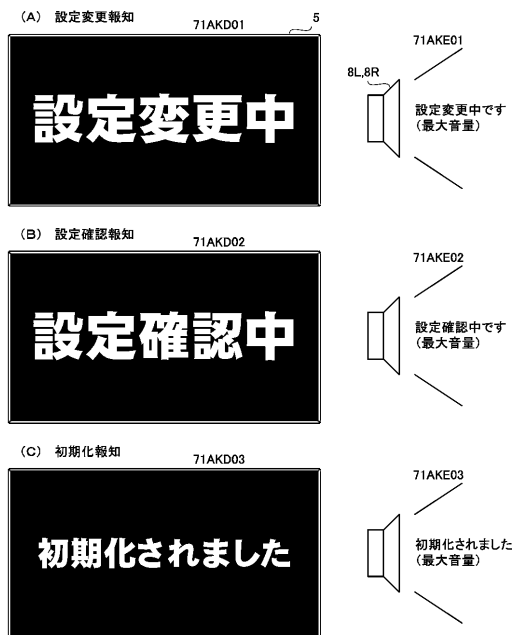 (A) 設定変更報知
71AKD01
5
設定変更中
71AKE01
8L,8R
設定変更中です
(最大音量)
(B) 設定確認報知
71AKD02
設定確認中
71AKE02
設定確認中です
(最大音量)
(C) 初期化報知
71AKD03
初期化されました
71AKE03
初期化されました
(最大音量)